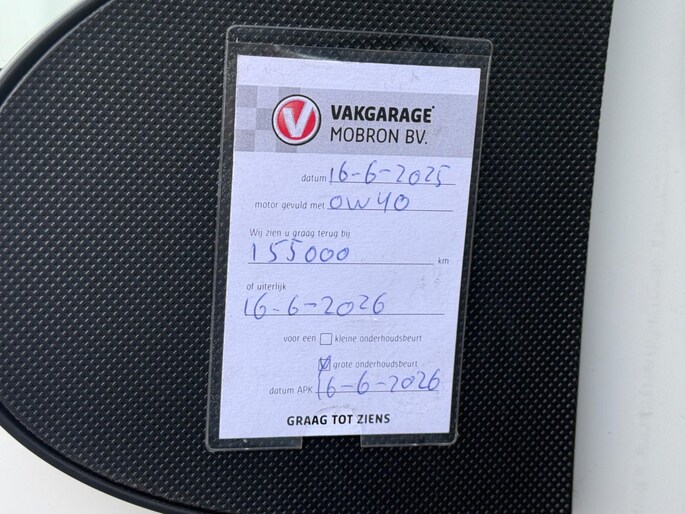 V VAKGARAGE
MOBRON BV.
datum 16-6-2025
motor gevuld met OW40
Wij zien u graag terug bij
155000 km
of uiterlijk
16-6-2026
voor een kleine onderhoudsbeurt
grote onderhoudsbeurt
datum APK 16-6-2026
GRAAG TOT ZIENS